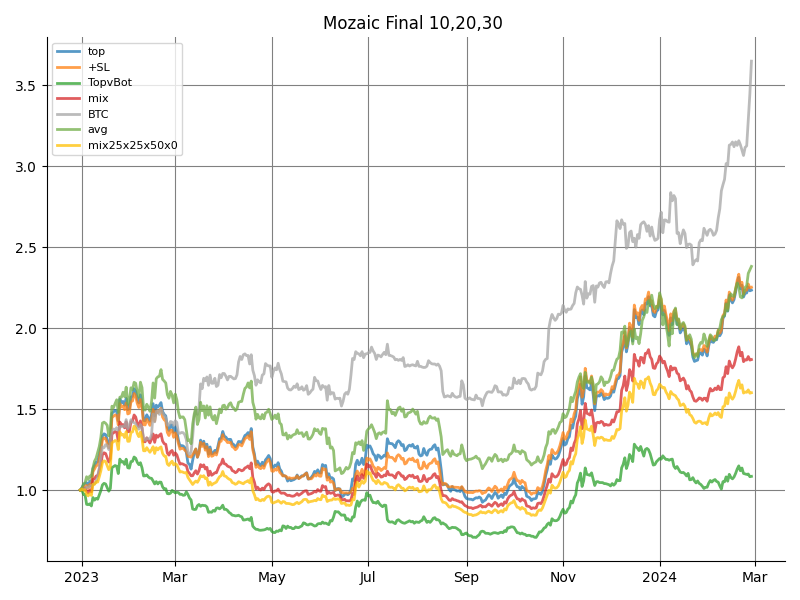 Mozaic Final 10,20,30
top
+SL
TopvBot
mix
BTC
avg
mix25x25x50x0
3.5
3.0
2.5
2.0
1.5
1.0
2023 Mar May Jul Sep Nov 2024 Mar